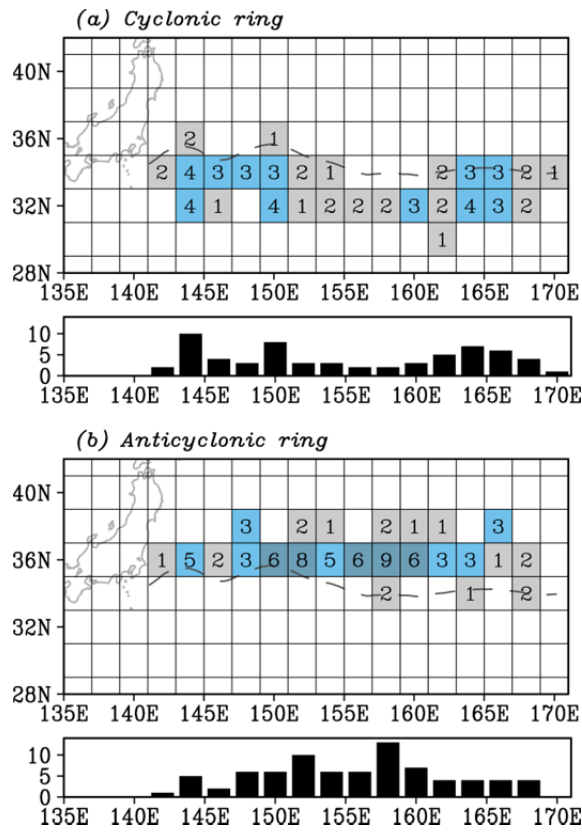 (a) Cyclonic ring
40N
36N 2 1
2 4 3 3 3 2 1 2 3 3 2 1
32N 4 1 4 1 2 2 2 3 2 4 3 2
1
28N
135E 140E 145E 150E 155E 160E 165E 170E
10
5
0
135E 140E 145E 150E 155E 160E 165E 170E
(b) Anticyclonic ring
40N
3 2 1 2 1 1 3
36N 1 5 2 3 6 8 5 6 9 6 3 3 1 2
2 1 2
32N
28N
135E 140E 145E 150E 155E 160E 165E 170E
10
5
0
135E 140E 145E 150E 155E 160E 165E 170E